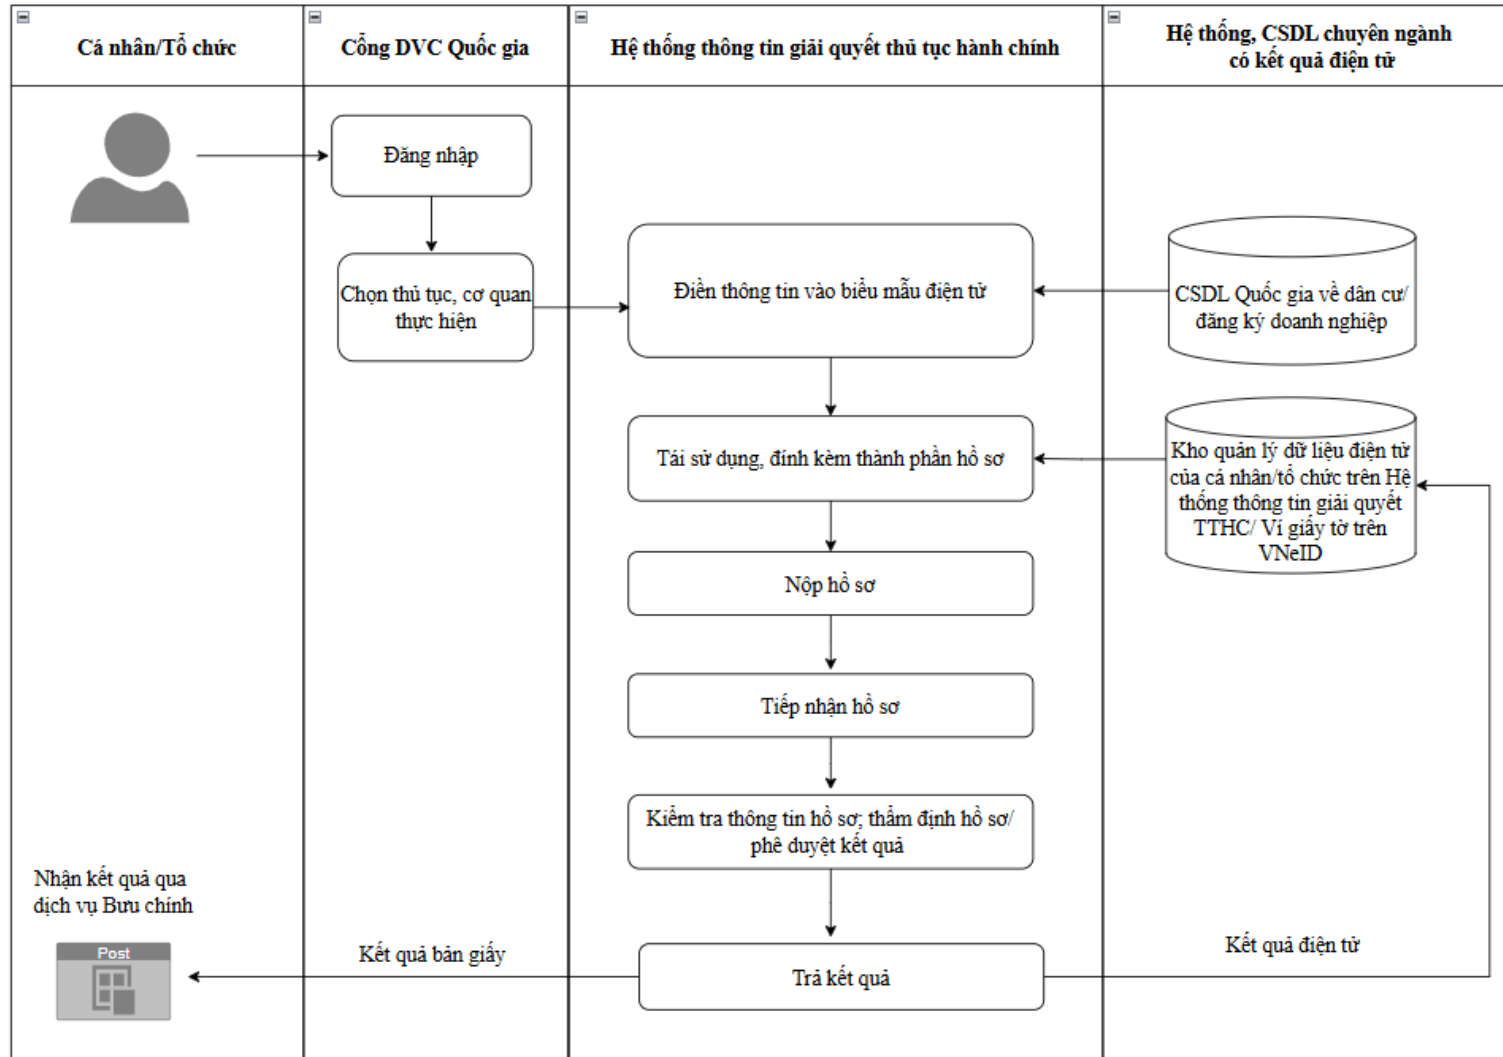 Cá nhân/Tổ chức
Cổng DVC Quốc gia
Hệ thống thông tin giải quyết thủ tục hành chính
Hệ thống, CSDL chuyên ngành
có kết quả điện tử
Đăng nhập
Chọn thủ tục, cơ quan
thực hiện
Điền thông tin vào biểu mẫu điện tử
CSDL Quốc gia về dân cư/
đăng ký doanh nghiệp
Tái sử dụng, đính kèm thành phần hồ sơ
Kho quản lý dữ liệu điện tử
của cá nhân/tổ chức trên Hệ
thống thông tin giải quyết
TTHC/ Ví giấy tờ trên
VNeID
Nộp hồ sơ
Tiếp nhận hồ sơ
Kiểm tra thông tin hồ sơ; thẩm định hồ sơ/
phê duyệt kết quả
Nhận kết quả qua
dịch vụ Bưu chính
Post
Kết quả bản giấy
Trả kết quả
Kết quả điện tử